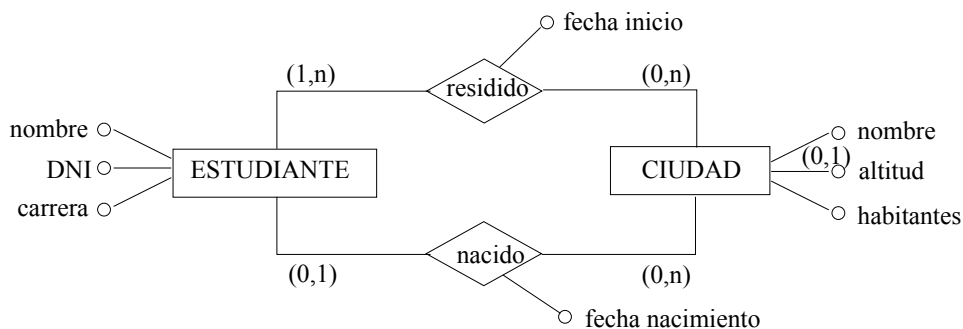 fecha inicio
(1,n)
residido
(0,n)
nombre
DNI
carrera
ESTUDIANTE
CIUDAD
nombre
(0,1)
altitud
habitantes
(0,1)
nacido
(0,n)
fecha nacimiento